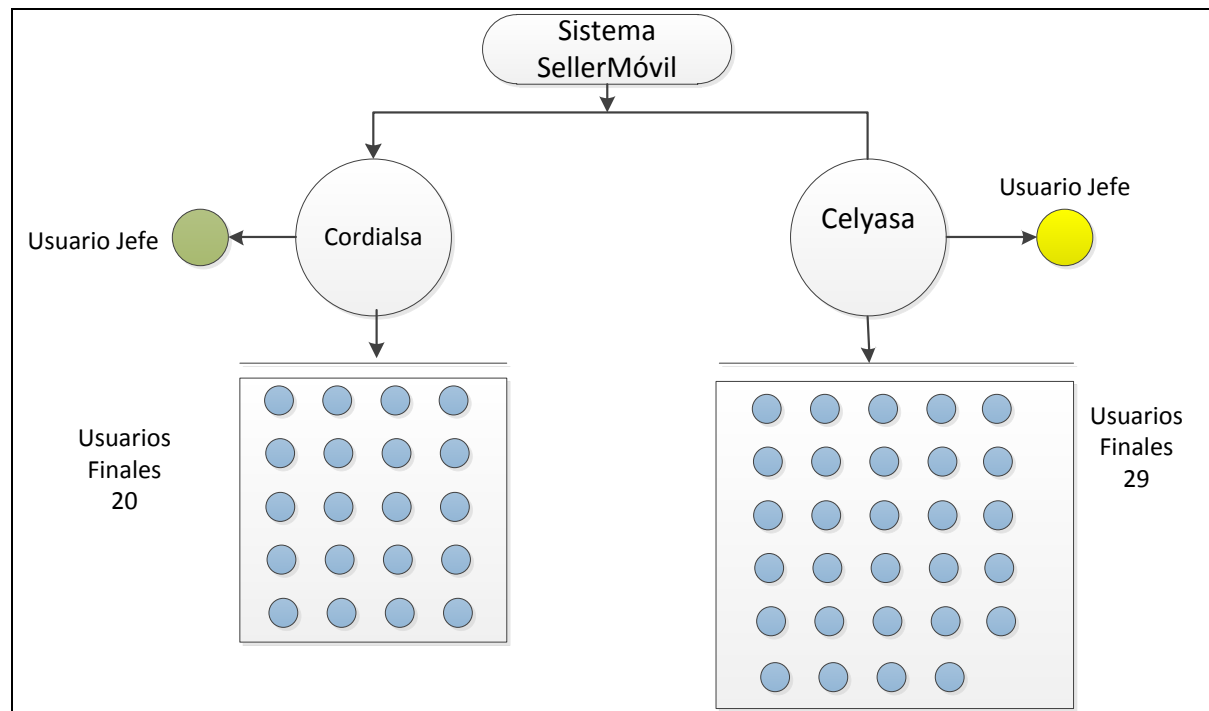 Sistema
SellerMóvil
Usuario Jefe
Cordialsa
Celyasa
Usuario Jefe
Usuarios
Finales
20
Usuarios
Finales
29